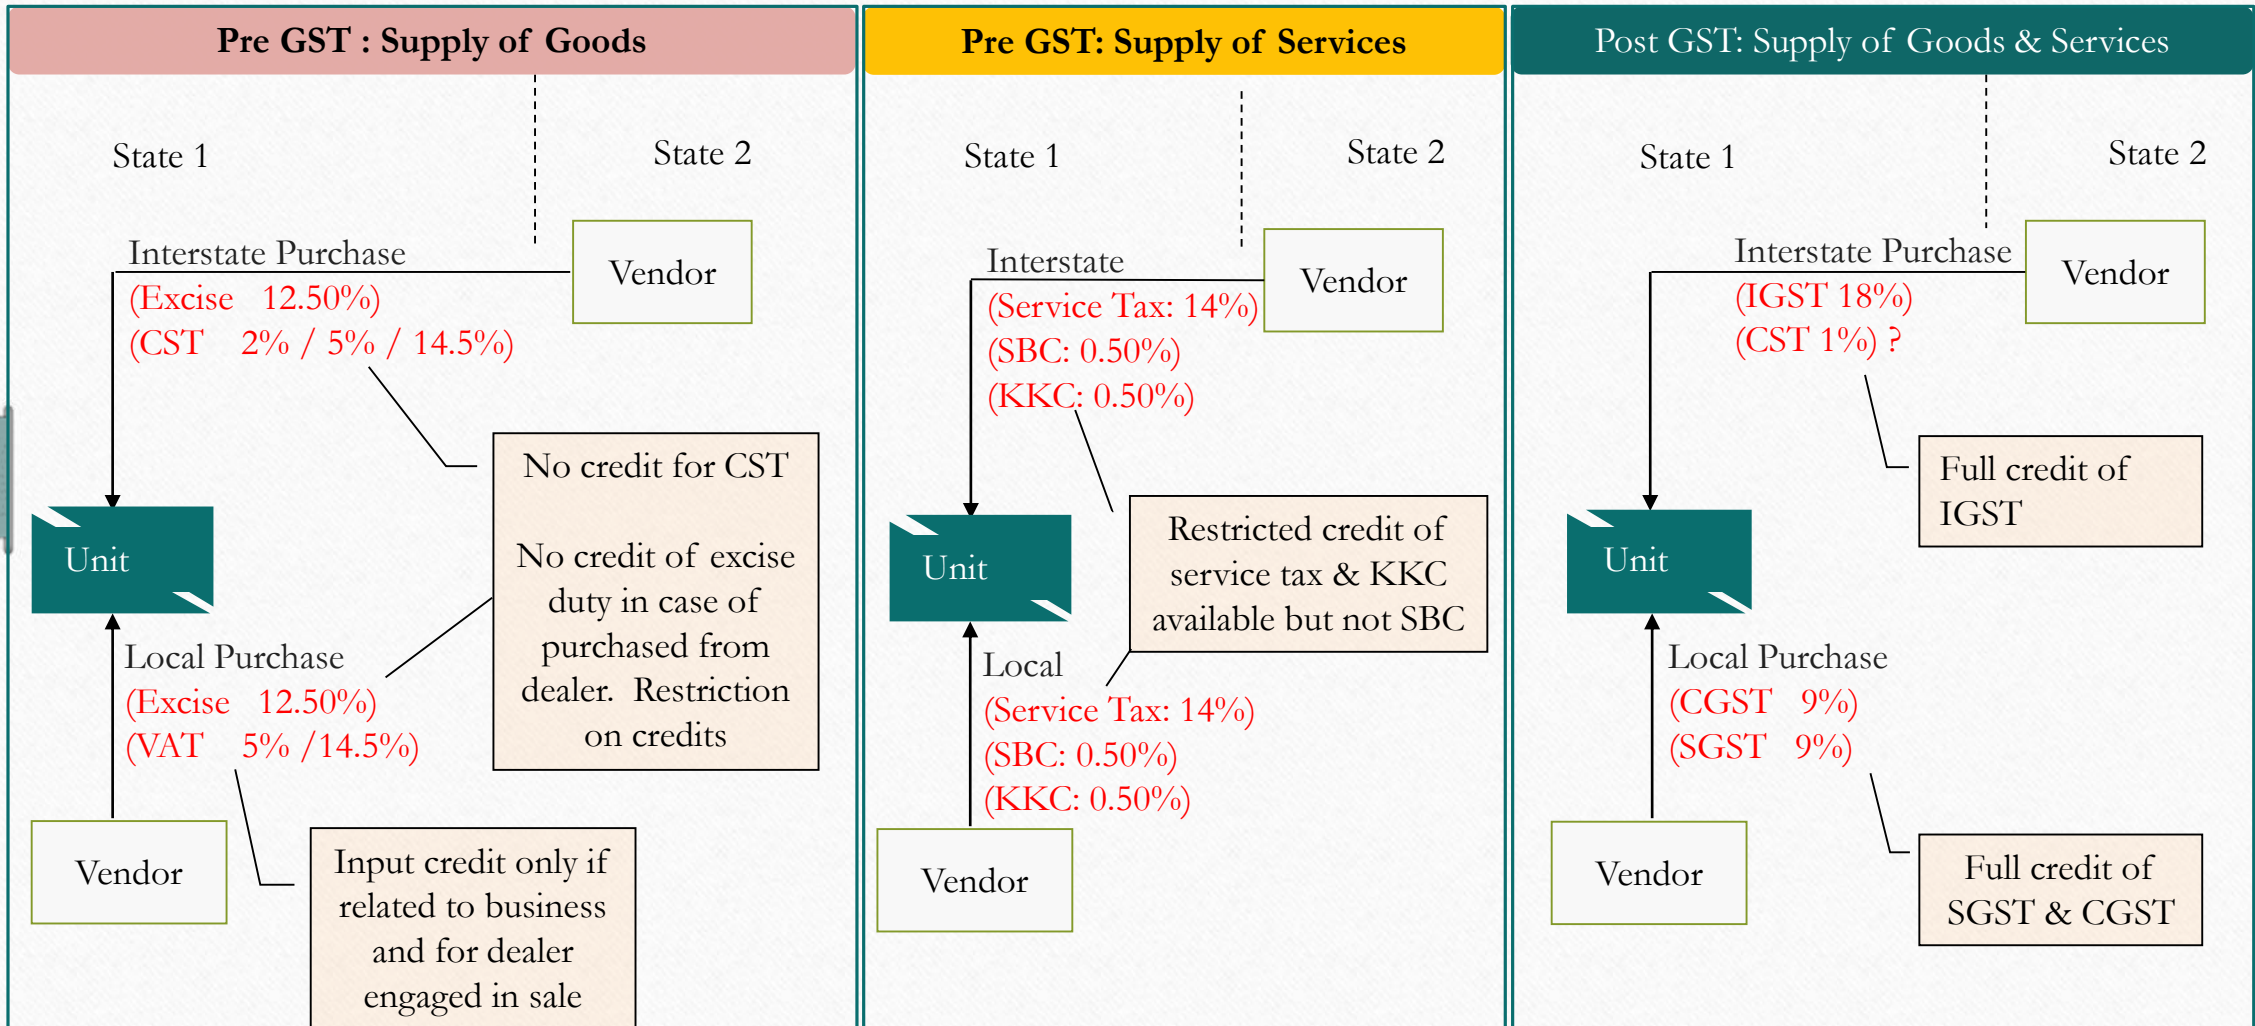 Pre GST : Supply of Goods
State 1
State 2
Interstate Purchase
(Excise 12.50%)
(CST 2% / 5% / 14.5%)
Vendor
No credit for CST
No credit of excise
duty in case of
purchased from
dealer. Restriction
on credits
Unit
Local Purchase
(Excise 12.50%)
(VAT 5% /14.5%)
Vendor
Input credit only if
related to business
and for dealer
engaged in sale
Pre GST: Supply of Services
State 1
State 2
Interstate
(Service Tax: 14%)
(SBC: 0.50%)
(KKC: 0.50%)
Vendor
Restricted credit of
service tax & KKC
available but not SBC
Unit
Local
(Service Tax: 14%)
(SBC: 0.50%)
(KKC: 0.50%)
Vendor
Post GST: Supply of Goods & Services
State 1
State 2
Interstate Purchase
(IGST 18%)
(CST 1%) ?
Vendor
Full credit of
IGST
Unit
Local Purchase
(CGST 9%)
(SGST 9%)
Vendor
Full credit of
SGST & CGST